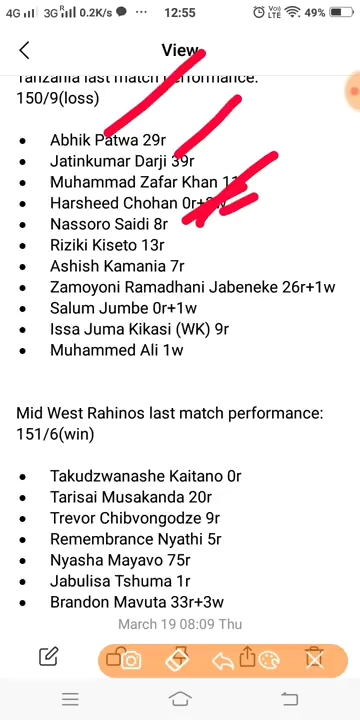 4G 3G R 0.2K/s ... 12:55 Vo)) LTE 49%
View
Tanzania last match performance:
150/9(loss)
• Abhik Patwa 29r
• Jatinkumar Darji 39r
• Muhammad Zafar Khan
• Harsheed Chohan
• Nassoro Saidi 8r
• Riziki Kiseto 13r
• Ashish Kamania 7r
• Zamoyoni Ramadhani Jabeneke 26r+1w
• Salum Jumbe 0r+1w
• Issa Juma Kikasi (WK) 9r
• Muhammed Ali 1w
Mid West Rahinos last match performance:
151/6(win)
• Takudzwanashe Kaitano 0r
• Tarisai Musakanda 20r
• Trevor Chibvongodze 9r
• Remembrance Nyathi 5r
• Nyasha Mayavo 75r
• Jabulisa Tshuma 1r
• Brandon Mavuta 33r+3w
March 19 08:09 Thu